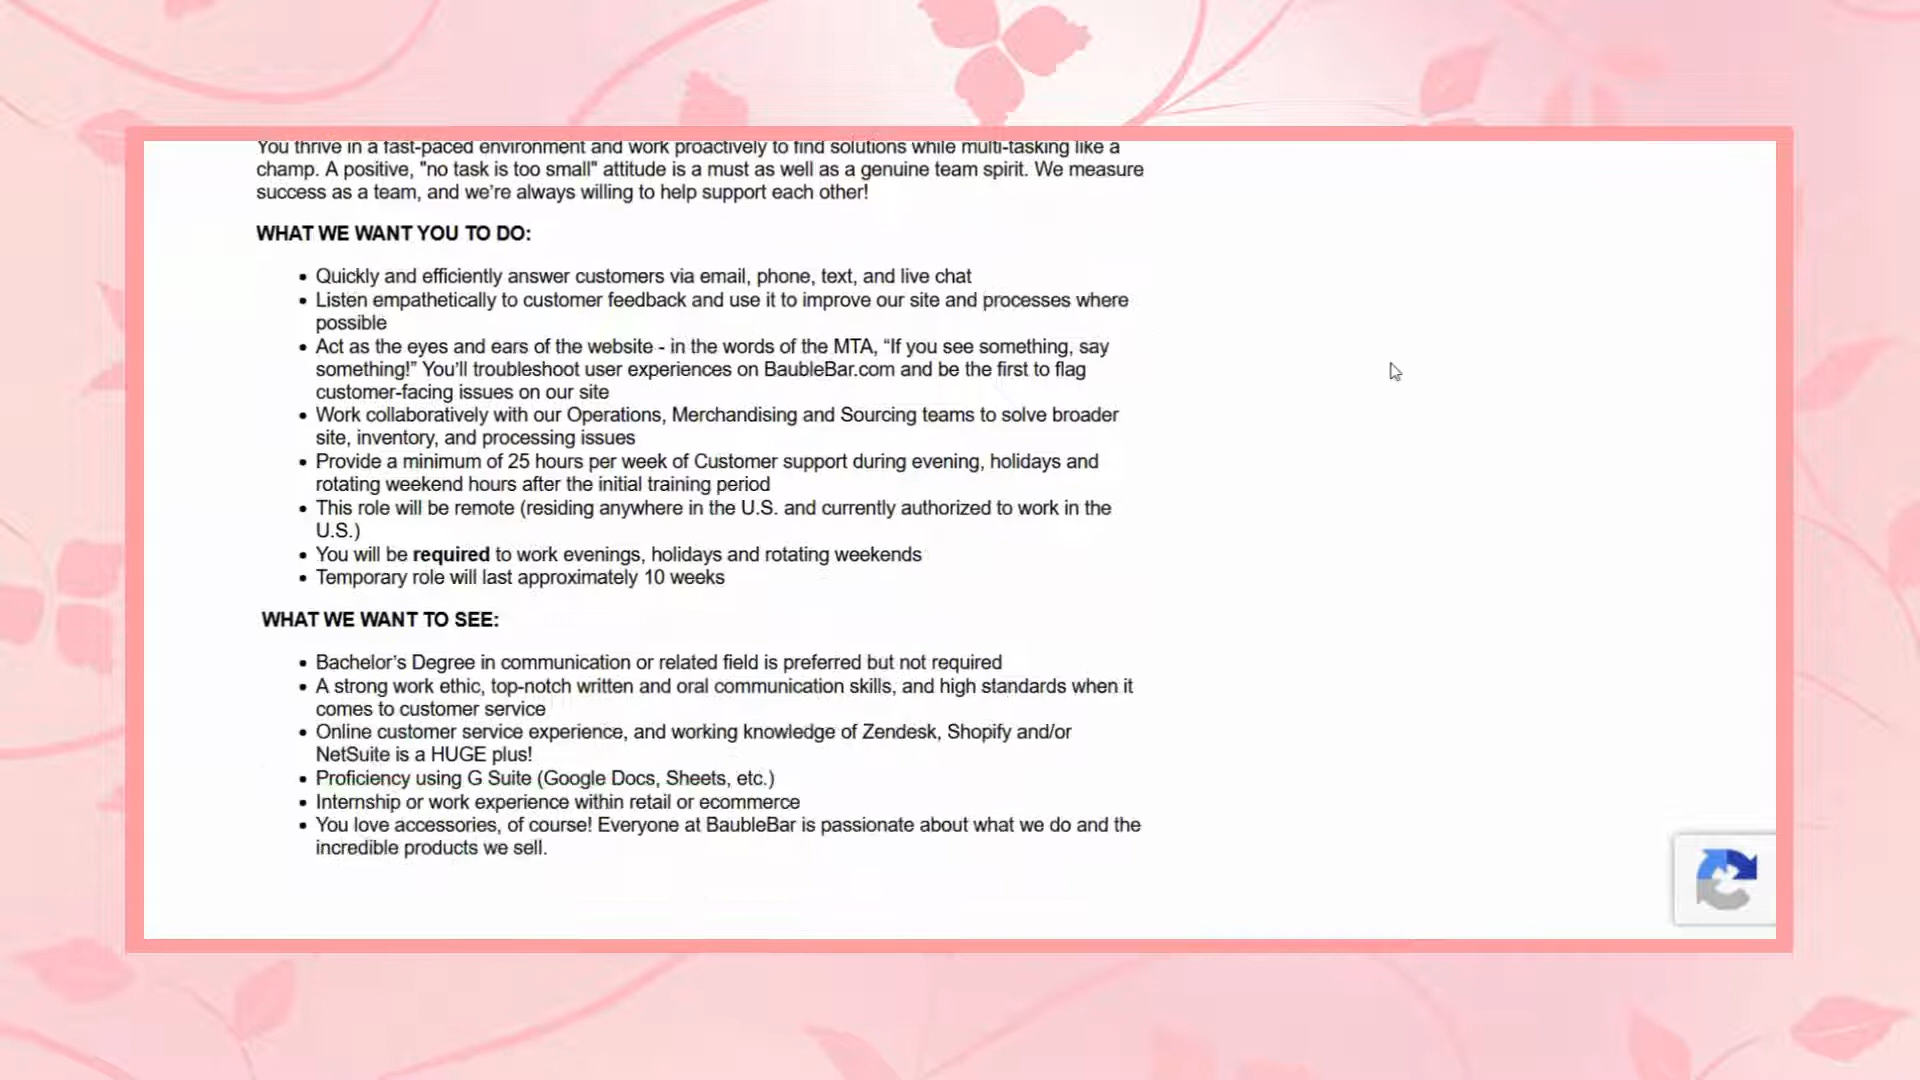 You thrive in a fast-paced environment and work proactively to find solutions while multi-tasking like a
champ. A positive, "no task is too small" attitude is a must as well as a genuine team spirit. We measure
success as a team, and we’re always willing to help support each other!
WHAT WE WANT YOU TO DO:
• Quickly and efficiently answer customers via email, phone, text, and live chat
• Listen empathetically to customer feedback and use it to improve our site and processes where
possible
• Act as the eyes and ears of the website - in the words of the MTA, “If you see something, say
something!” You’ll troubleshoot user experiences on BaubleBar.com and be the first to flag
customer-facing issues on our site
• Work collaboratively with our Operations, Merchandising and Sourcing teams to solve broader
site, inventory, and processing issues
• Provide a minimum of 25 hours per week of Customer support during evening, holidays and
rotating weekend hours after the initial training period
• This role will be remote (residing anywhere in the U.S. and currently authorized to work in the
U.S.)
• You will be required to work evenings, holidays and rotating weekends
• Temporary role will last approximately 10 weeks
WHAT WE WANT TO SEE:
• Bachelor’s Degree in communication or related field is preferred but not required
• A strong work ethic, top-notch written and oral communication skills, and high standards when it
comes to customer service
• Online customer service experience, and working knowledge of Zendesk, Shopify and/or
NetSuite is a HUGE plus!
• Proficiency using G Suite (Google Docs, Sheets, etc.)
• Internship or work experience within retail or ecommerce
• You love accessories, of course! Everyone at BaubleBar is passionate about what we do and the
incredible products we sell.